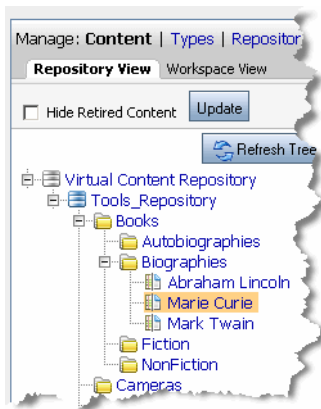 Manage: Content | Types | Repositor
Repository View Workspace View
Hide Retired Content Update
Refresh Tree
Virtual Content Repository
Tools_Repository
Books
Autobiographies
Biographies
Abraham Lincoln
Marie Curie
Mark Twain
Fiction
NonFiction
Cameras